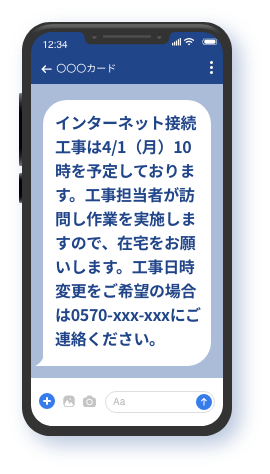 12:34
〇〇〇カード
インターネット接続
工事は4/1（月）10
時を予定しておりま
す。工事担当者が訪
問し作業を実施しま
すので、在宅をお願
いします。工事日時
変更をご希望の場合
は0570-xxx-xxxにご
連絡ください。
Aa